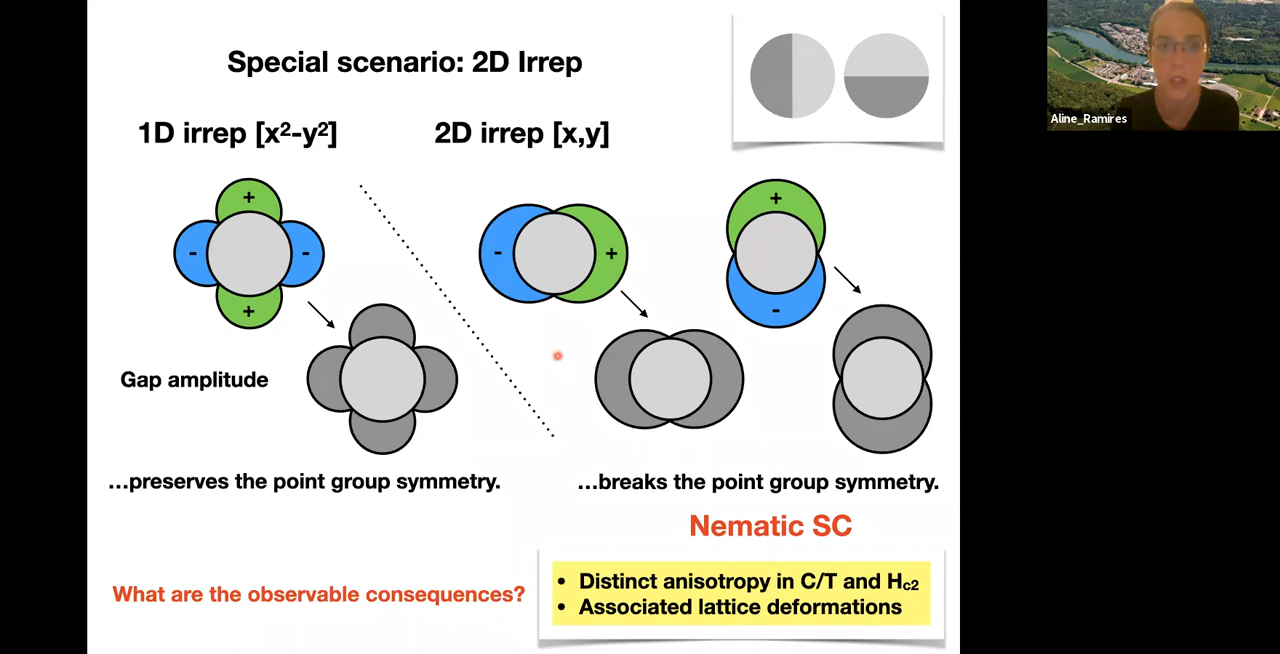 Special scenario: 2D Irrep
1D irrep [x²-y²]
2D irrep [x,y]
+
-
-
+
-
+
+
-
Gap amplitude
...preserves the point group symmetry.
...breaks the point group symmetry.
Nematic SC
What are the observable consequences?
• Distinct anisotropy in C/T and Hc2
• Associated lattice deformations
Aline_Ramires